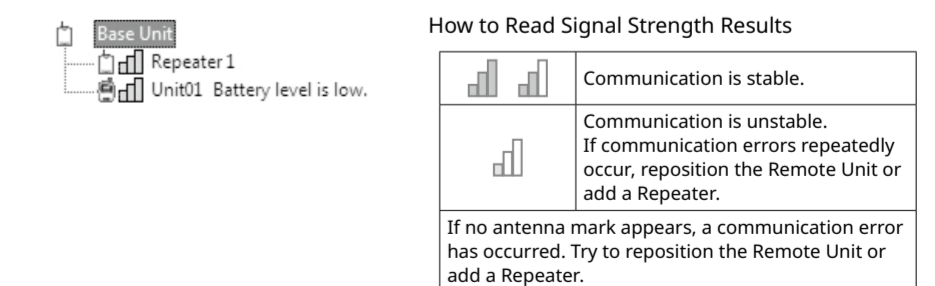 Base Unit
Repeater 1
Unit01 Battery level is low.
How to Read Signal Strength Results
Communication is stable.
Communication is unstable.
If communication errors repeatedly
occur, reposition the Remote Unit or
add a Repeater.
If no antenna mark appears, a communication error
has occurred. Try to reposition the Remote Unit or
add a Repeater.